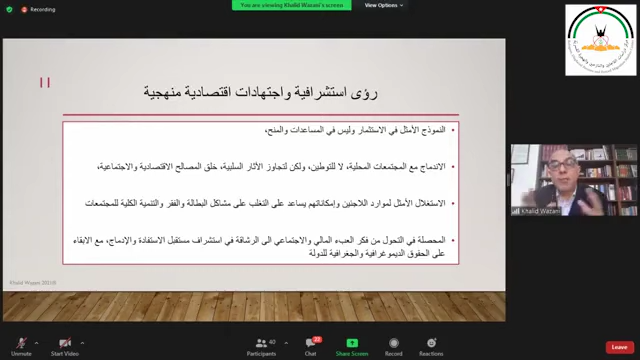 Recording
You are viewing Khalid Wazani's screen
View Options
رؤى استشرافية واجتهادات اقتصادية منهجية
• النموذج الأمثل في الاستثمار وليس في المساعدات والمنح،
• الاندماج مع المجتمعات المحلية، لا للتوطين، ولكن لتجاوز الآثار السلبية، خلق المصالح الاقتصادية والاجتماعية،
• الاستغلال الأمثل لموارد اللاجئين وإمكاناتهم يساعد على التغلب على مشاكل البطالة والفقر والتنمية الكلية للمجتمعات
• المحصلة في التحول من فكر العبء المالي والاجتماعي الى الرشاقة في استشراف مستقبل الاستفادة والإدماج، مع الابقاء
على الحقوق الديموغرافية والجغرافية للدولة
Khalid Wazani
Unmute
Start Video
40
Participants
Chat
Share Screen
Record
Reactions
Leave